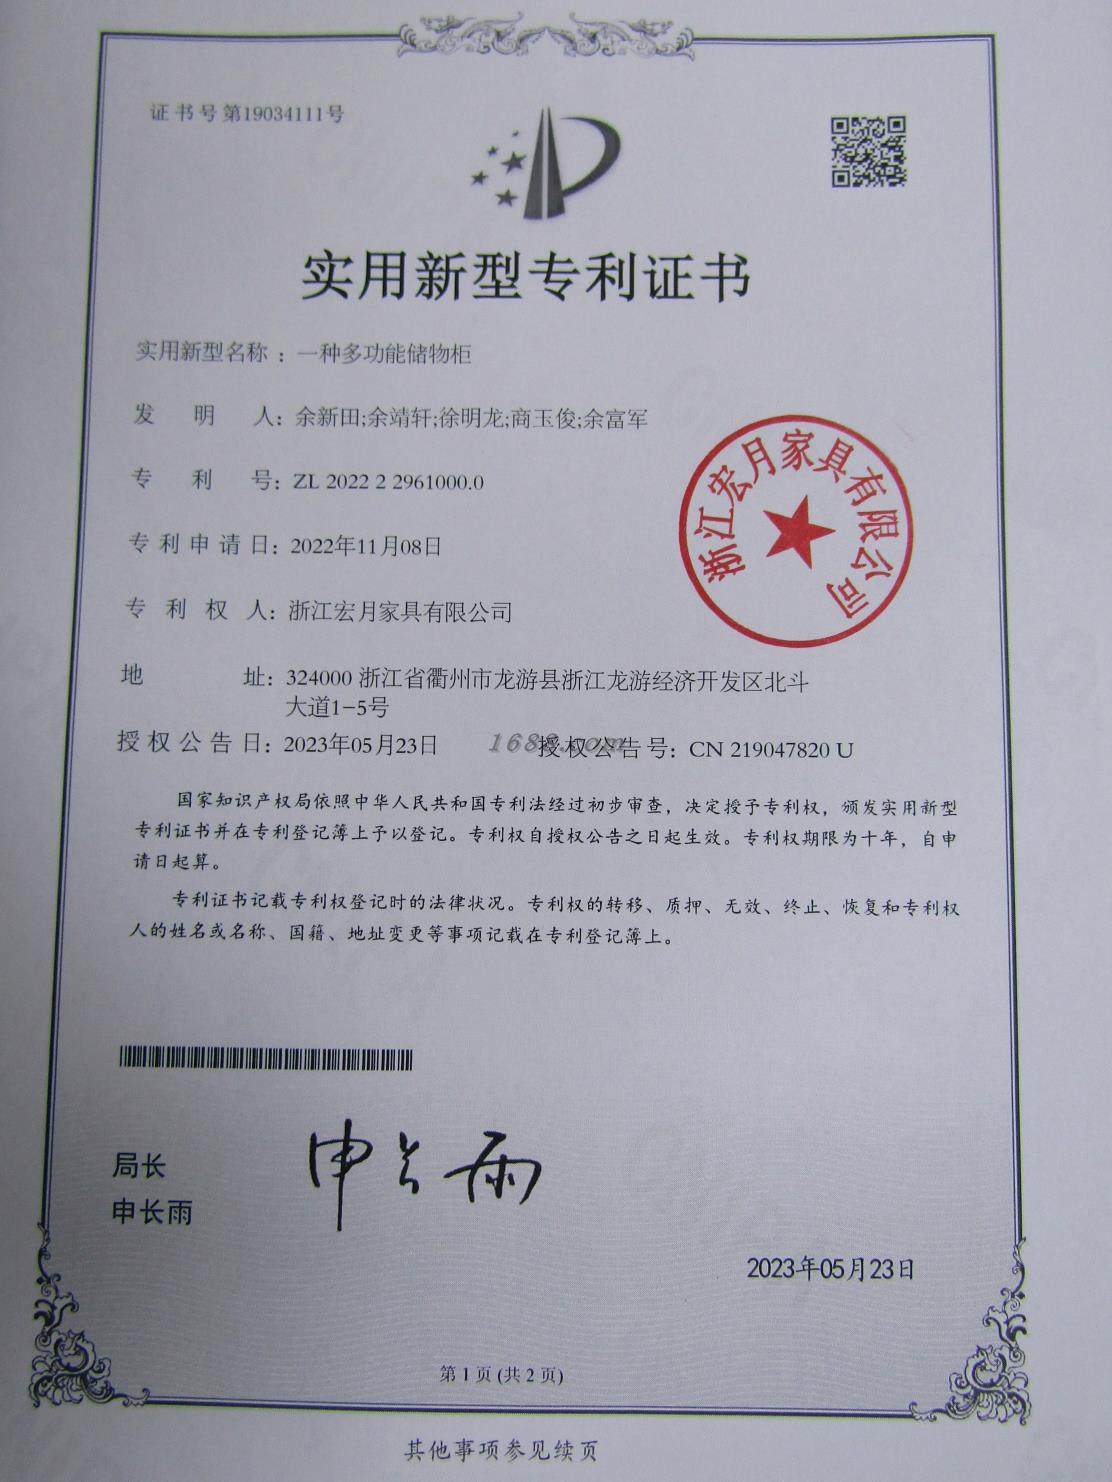 证书号第19034111号
实用新型专利证书
实用新型名称：一种多功能储物柜
发明人：余新田;余靖轩;徐明龙;商玉俊;余富军
专利号：ZL 2022 2 2961000.0
专利申请日：2022年11月08日
专利权人：浙江宏月家具有限公司
浙江宏月家具有限公司
地址：324000 浙江省衢州市龙游县浙江龙游经济开发区北斗
大道1-5号
授权公告日：2023年05月23日 授权公告号：CN 219047820 U
1688.com
国家知识产权局依照中华人民共和国专利法经过初步审查，决定授予专利权，颁发实用新型
专利证书并在专利登记簿上予以登记。专利权自授权公告之日起生效。专利权期限为十年，自申
请日起算。
专利证书记载专利权登记时的法律状况。专利权的转移、质押、无效、终止、恢复和专利权
人的姓名或名称、国籍、地址变更等事项记载在专利登记簿上。
局长
申长雨
申长雨
2023年05月23日
第 1 页 (共 2 页)
其他事项参见续页